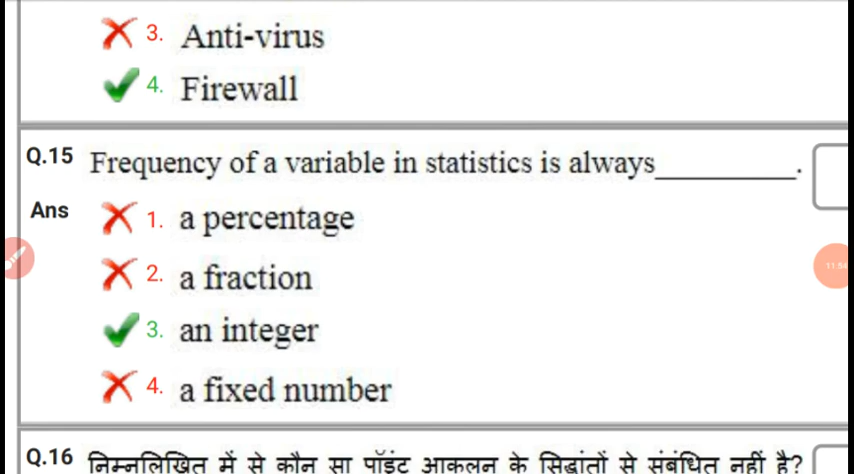 3. Anti-virus
4. Firewall
Q.15 Frequency of a variable in statistics is always_________.
Ans 1. a percentage
2. a fraction
3. an integer
4. a fixed number
Q.16 निम्नलिखित में से कौन सा पॉइंट आकलन के सिद्धांतों से संबंधित नहीं है?